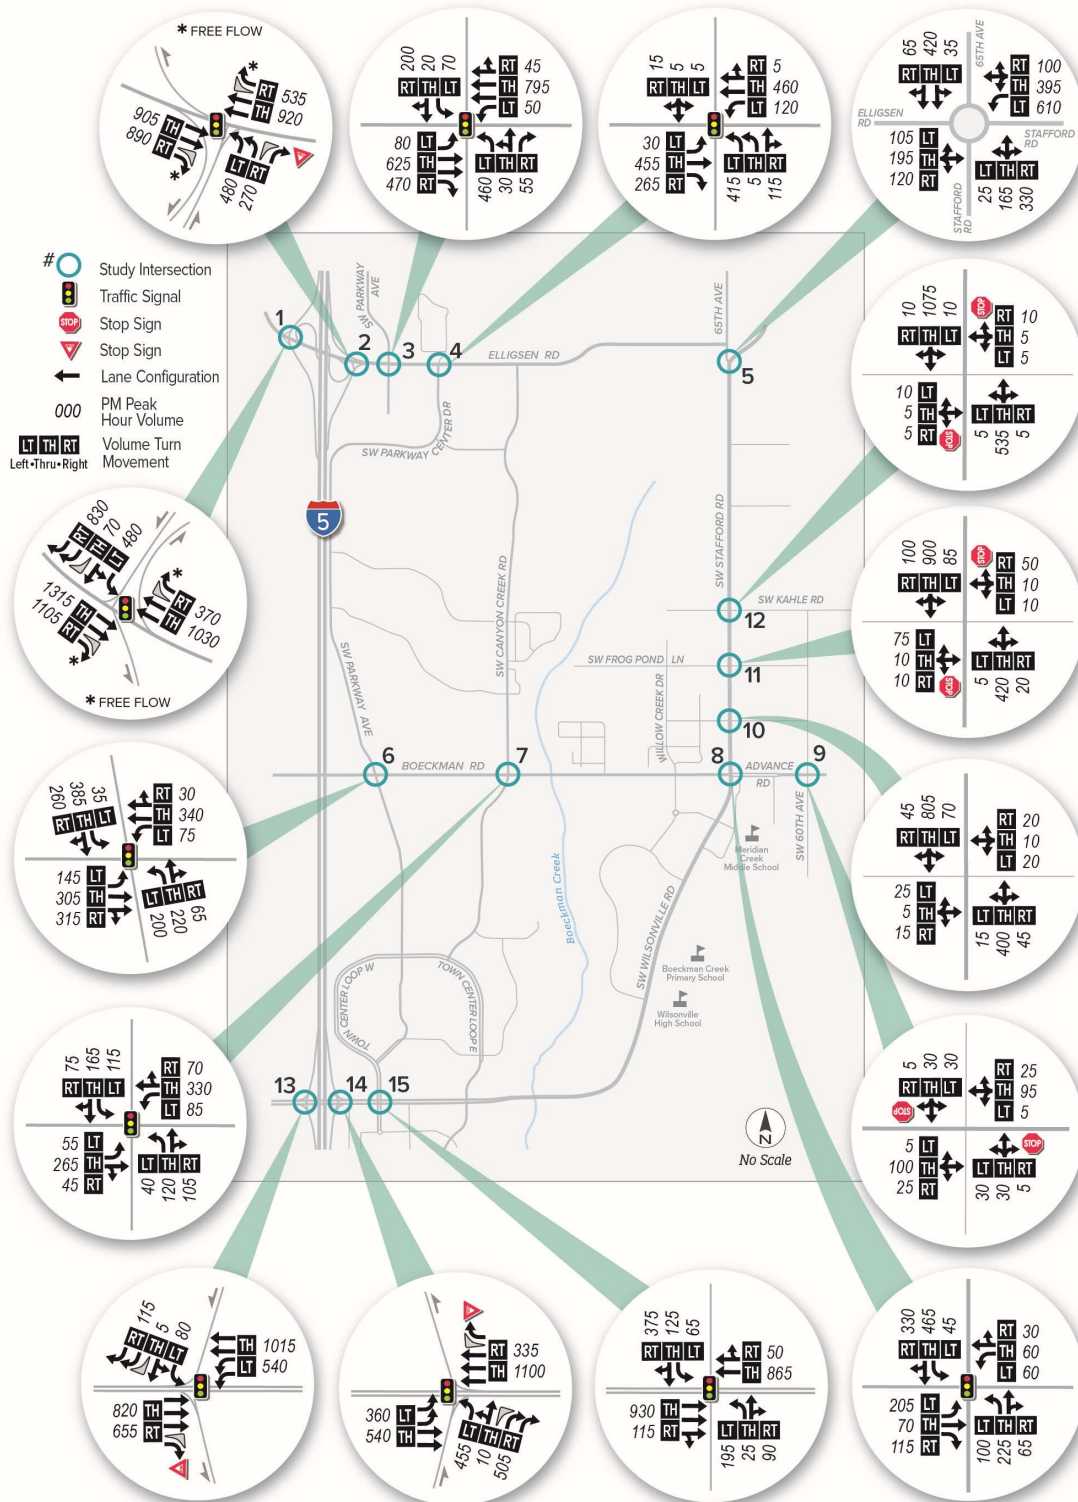 * FREE FLOW
RT 535
TH 920
905 TH
890 RT
LT RT
480 270
200 20 70
RT TH LT
RT 45
TH 795
LT 50
80 LT
625 TH
470 RT
LT TH RT
460 30 55
15 5 5
RT TH LT
RT 5
TH 460
LT 120
30 LT
455 TH
265 RT
LT TH RT
415 5 115
65 420 35
RT TH LT
65TH AVE
RT 100
TH 395
LT 610
ELLIGSEN RD
STAFFORD RD
105 LT
195 TH
120 RT
LT TH RT
25 165 330
STAFFORD RD
# Study Intersection
Traffic Signal
STOP Stop Sign
Stop Sign
Lane Configuration
000 PM Peak
Hour Volume
LT TH RT Volume Turn
Left•Thru•Right Movement
1
2
3
4
5
SW PARKWAY AVE
ELLIGSEN RD
65TH AVE
SW PARKWAY CENTER DR
5
SW CANYON CREEK RD
SW STAFFORD RD
SW KAHLE RD
12
SW FROG POND LN
11
WILLOW CREEK DR
10
SW PARKWAY AVE
6
BOECKMAN RD
7
8
ADVANCE RD
9
SW 60TH AVE
Meridian
Creek
Middle School
Boeckman Creek
SW WILSONVILLE RD
Boeckman Creek
Primary School
Wilsonville
High School
TOWN CENTER LOOP W
TOWN CENTER LOOP E
13
14
15
N
No Scale
10 1075 10
RT TH LT
STOP
RT 10
TH 5
LT 5
10 LT
5 TH
5 RT
STOP
LT TH RT
5 535 5
100 900 85
RT TH LT
STOP
RT 50
TH 10
LT 10
75 LT
10 TH
10 RT
STOP
LT TH RT
5 420 20
830 70 480
RT TH LT
*
RT 370
TH 1030
1315 TH
1105 RT
*
* FREE FLOW
45 805 70
RT TH LT
RT 20
TH 10
LT 20
25 LT
5 TH
15 RT
LT TH RT
15 400 45
260 385 35
RT TH LT
RT 30
TH 340
LT 75
145 LT
305 TH
315 RT
LT TH RT
200 220 65
5 30 30
RT TH LT
STOP
RT 25
TH 95
LT 5
5 LT
100 TH
25 RT
STOP
LT TH RT
30 30 5
75 165 115
RT TH LT
RT 70
TH 330
LT 85
55 LT
265 TH
45 RT
LT TH RT
40 120 105
115 5 80
RT TH LT
TH 1015
LT 540
820 TH
655 RT
RT 335
TH 1100
360 LT
540 TH
LT TH RT
455 10 505
375 125 65
RT TH LT
RT 50
TH 865
930 TH
115 RT
LT TH RT
195 25 90
330 465 45
RT TH LT
RT 30
TH 60
LT 60
205 LT
70 TH
115 RT
LT TH RT
100 225 65